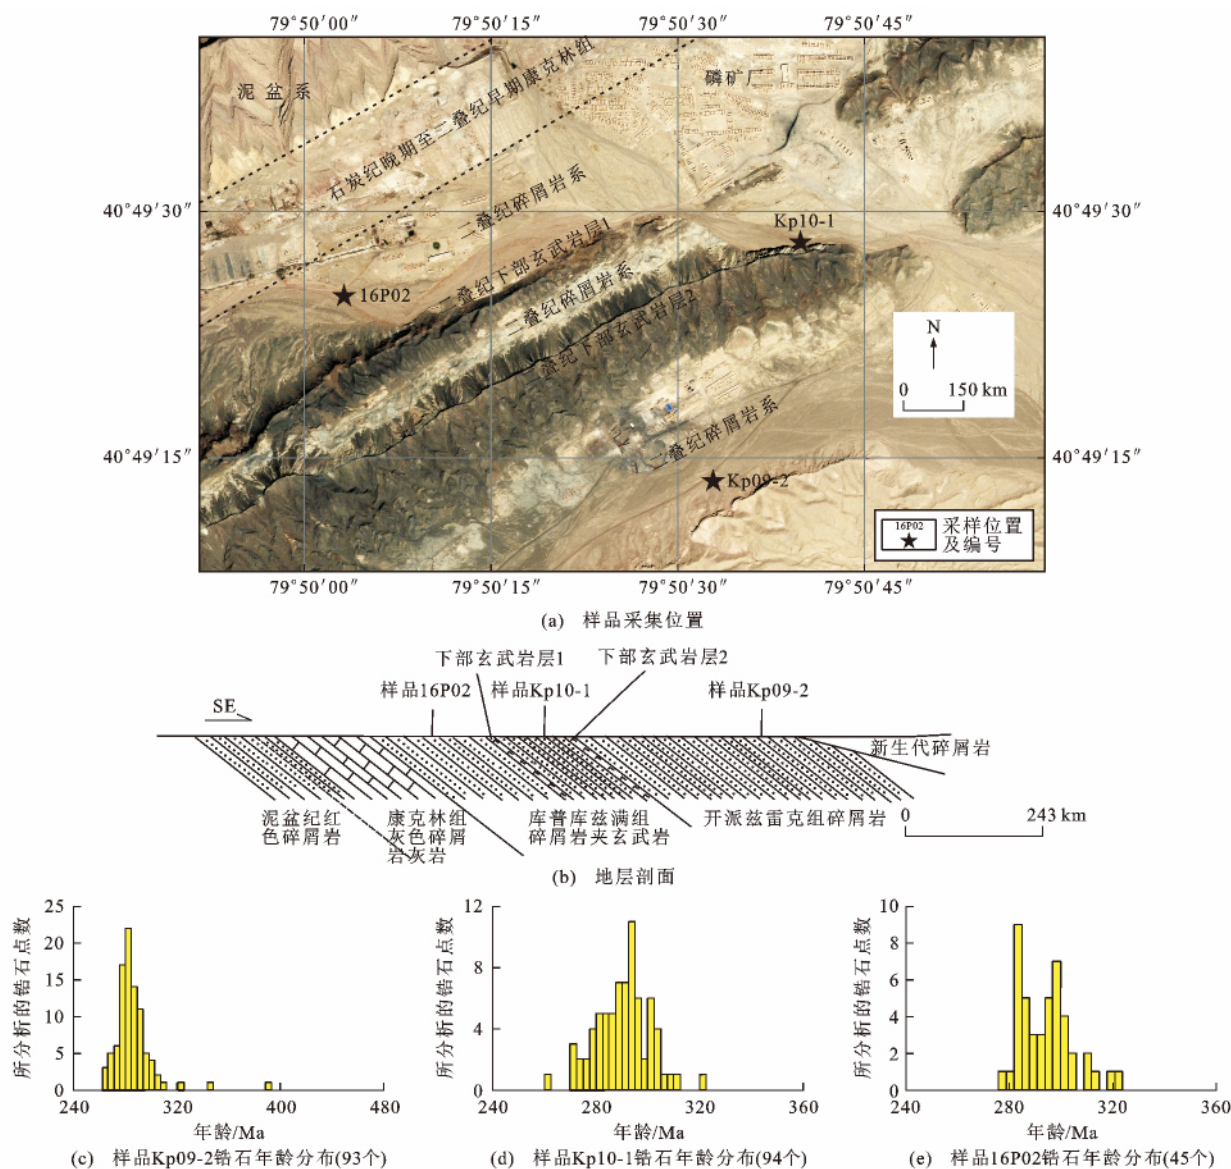 79°50′00″ 79°50′15″ 79°50′30″ 79°50′45″
泥盆系
石炭纪晚期至二叠纪早期康克林组
磷矿厂
40°49′30″ 40°49′30″
二叠纪碎屑岩系
Kp10-1
16P02
二叠纪下部玄武岩层1
二叠纪碎屑岩系
二叠纪下部玄武岩层2
N
0 150 km
二叠纪碎屑岩系
40°49′15″ 40°49′15″
Kp09-2
16P02
采样位置
及编号
79°50′00″ 79°50′15″ 79°50′30″ 79°50′45″
(a) 样品采集位置
下部玄武岩层1 下部玄武岩层2
样品16P02 样品Kp10-1 样品Kp09-2
SE
新生代碎屑岩
泥盆纪红
色碎屑岩
康克林组
灰色碎屑
岩灰岩
库普库兹满组
碎屑岩夹玄武岩
开派兹雷克组碎屑岩
0 243 km
(b) 地层剖面
所分析的锆石点数
25
20
15
10
5
0
240 320 400 480
年龄/Ma
(c) 样品Kp09-2锆石年龄分布(93个)
所分析的锆石点数
12
9
6
3
0
240 280 320 360
年龄/Ma
(d) 样品Kp10-1锆石年龄分布(94个)
所分析的锆石点数
10
8
6
4
2
0
240 280 320 360
年龄/Ma
(e) 样品16P02锆石年龄分布(45个)